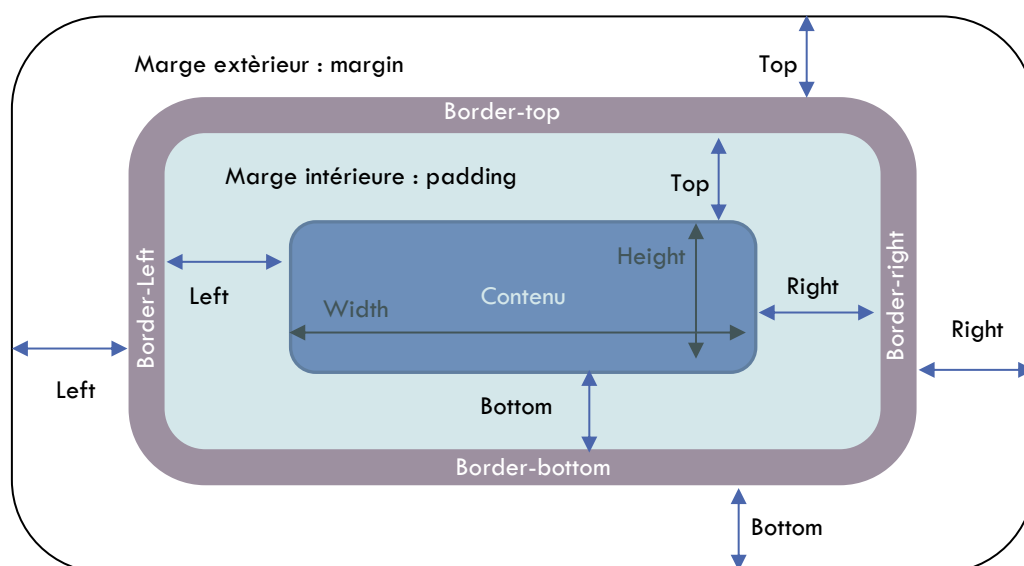 Marge extèrieur : margin
Top
Border-top
Marge intérieure : padding
Top
Border-Left
Left
Height
Width
Contenu
Right
Border-right
Right
Left
Bottom
Border-bottom
Bottom